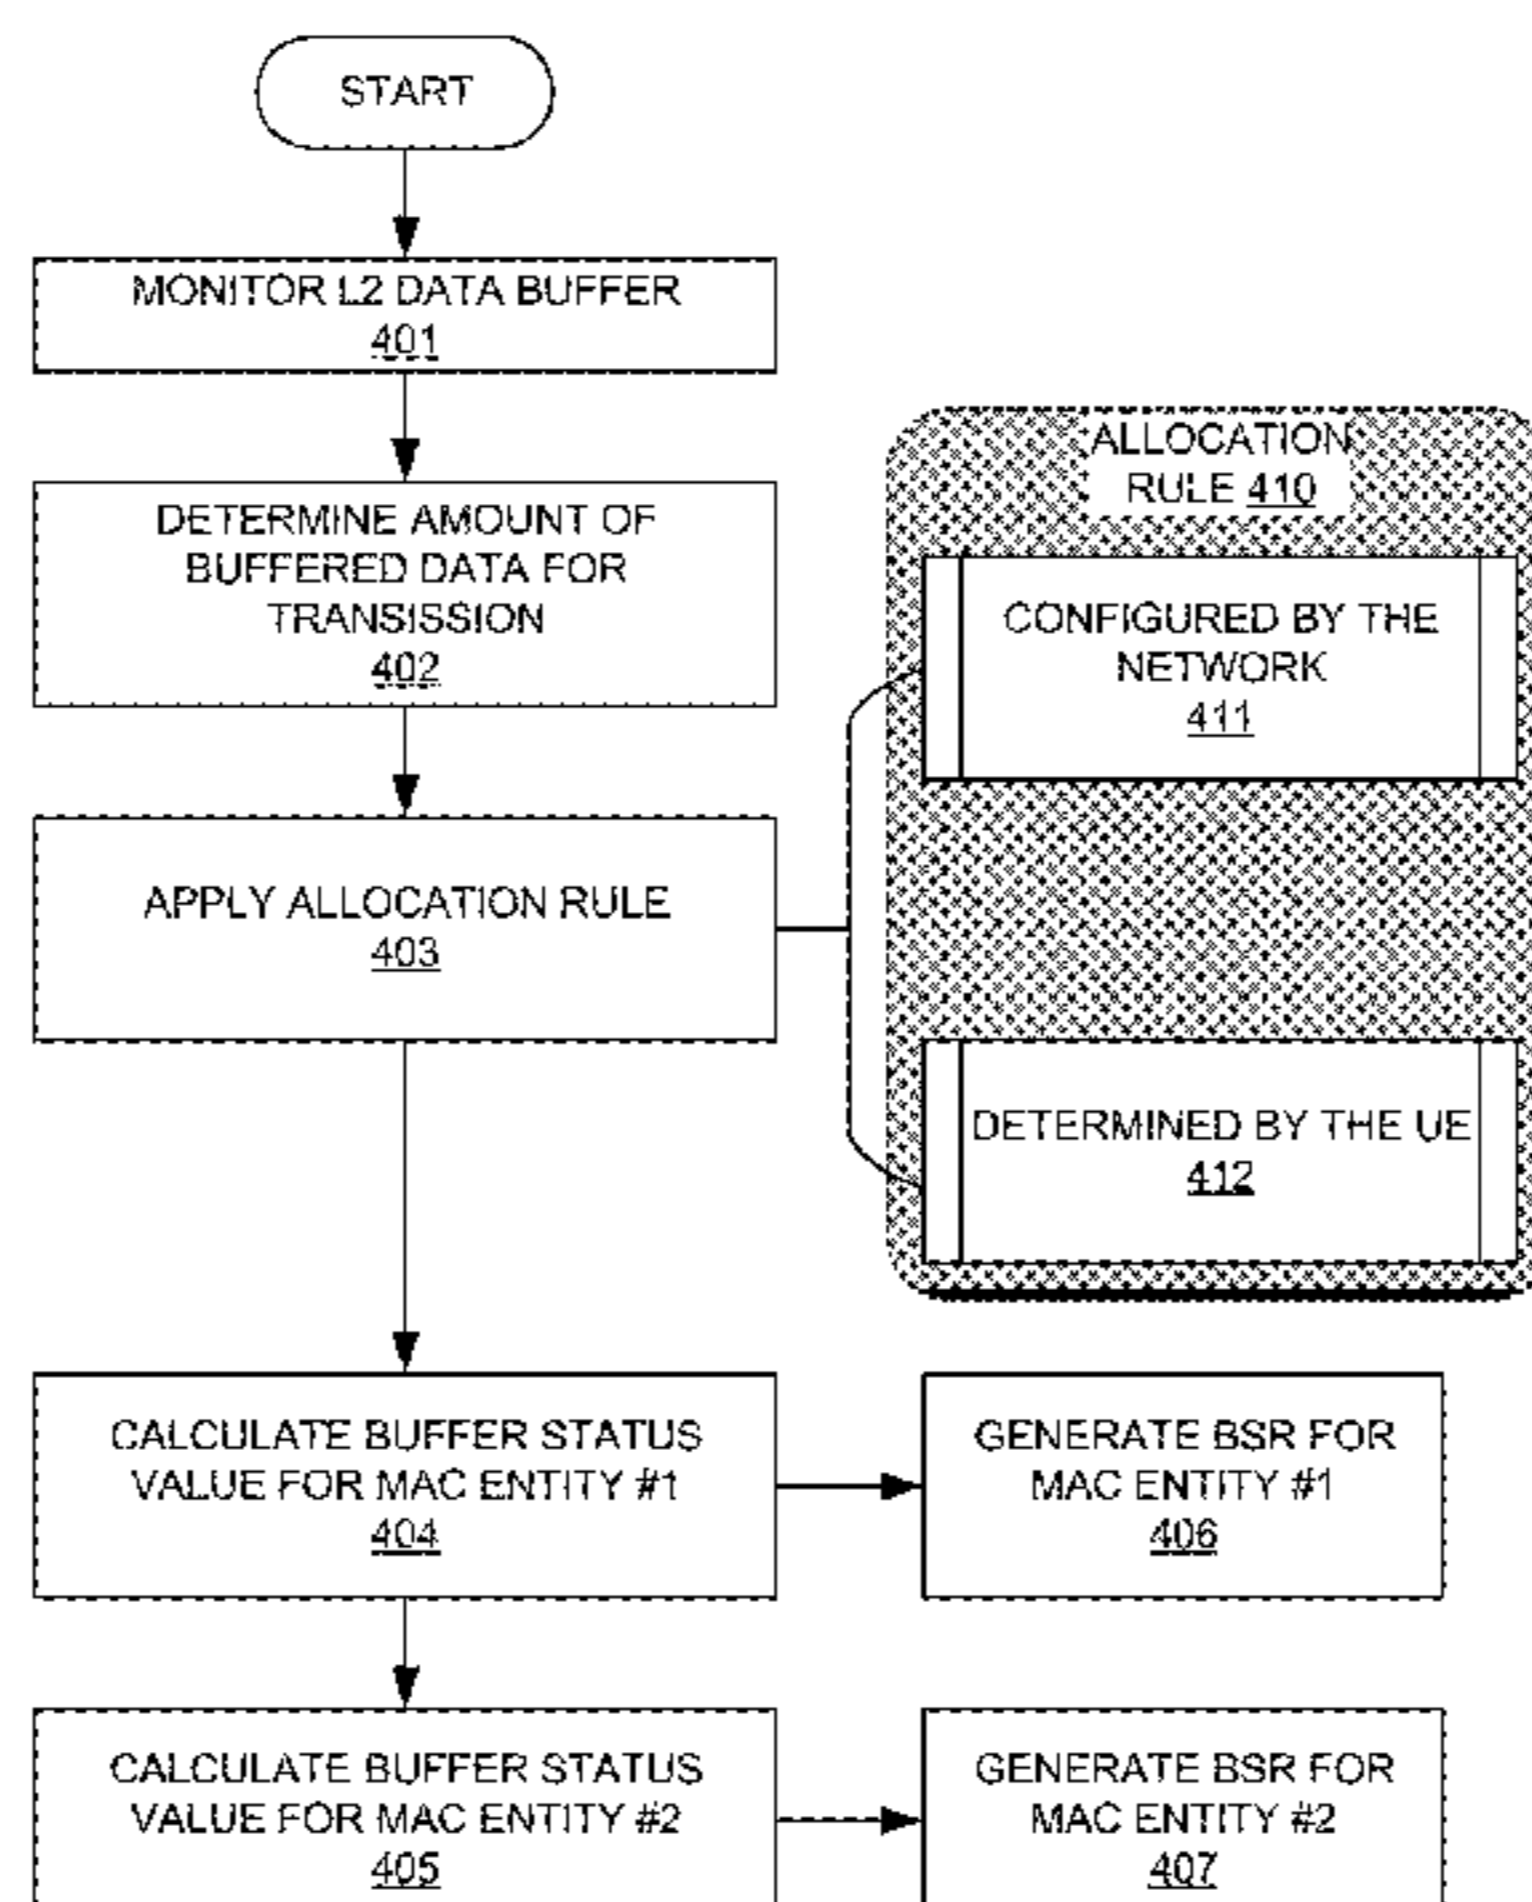 START
MONITOR L2 DATA BUFFER
401
DETERMINE AMOUNT OF
BUFFERED DATA FOR
TRANSISSION
402
APPLY ALLOCATION RULE
403
ALLOCATION
RULE 410
CONFIGURED BY THE
NETWORK
411
DETERMINED BY THE UE
412
CALCULATE BUFFER STATUS
VALUE FOR MAC ENTITY #1
404
GENERATE BSR FOR
MAC ENTITY #1
406
CALCULATE BUFFER STATUS
VALUE FOR MAC ENTITY #2
405
GENERATE BSR FOR
MAC ENTITY #2
407